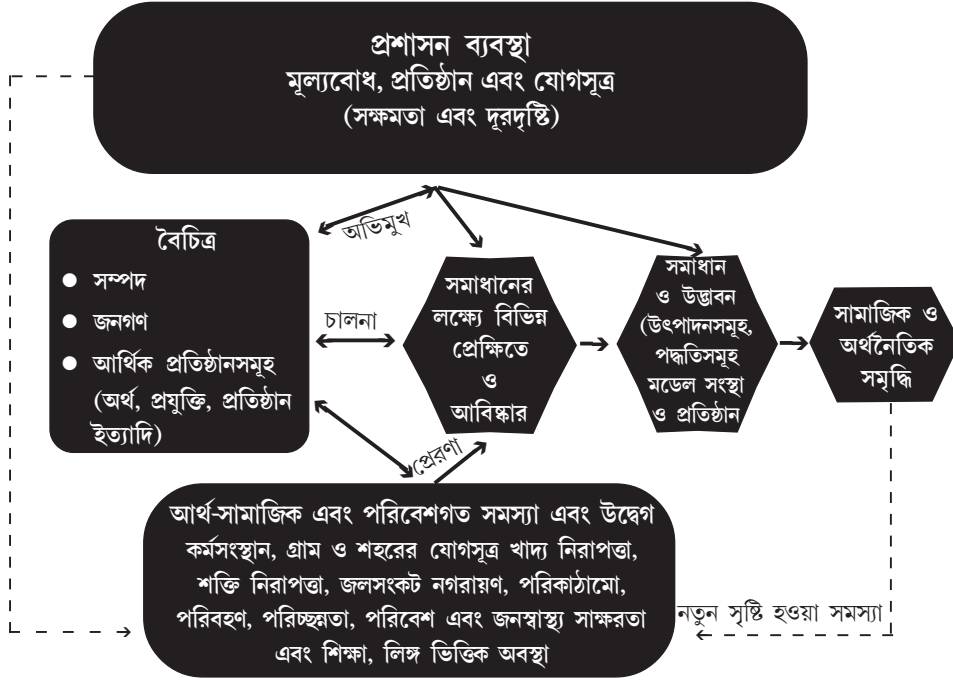 প্রশাসন ব্যবস্থা
মূল্যবোধ, প্রতিষ্ঠান এবং যোগসূত্র
(সক্ষমতা এবং দূরদৃষ্টি)
অভিমুখ
বৈচিত্র
সম্পদ
জনগণ
আর্থিক প্রতিষ্ঠানসমূহ
(অর্থ, প্রযুক্তি, প্রতিষ্ঠান
ইত্যাদি)
চালনা
প্রেরণা
সমাধানের
লক্ষ্যে বিভিন্ন
প্রেক্ষিতে
ও
আবিষ্কার
সমাধান
ও উদ্ভাবন
(উৎপাদনসমূহ,
পদ্ধতিসমূহ
মডেল সংস্থা
ও প্রতিষ্ঠান
সামাজিক ও
অর্থনৈতিক
সমৃদ্ধি
আর্থ-সামাজিক এবং পরিবেশগত সমস্যা এবং উদ্বেগ
কর্মসংস্থান, গ্রাম ও শহরের যোগসূত্র খাদ্য নিরাপত্তা,
শক্তি নিরাপত্তা, জলসংকট নগরায়ণ, পরিকাঠামো,
পরিবহণ, পরিচ্ছন্নতা, পরিবেশ এবং জনস্বাস্থ্য সাক্ষরতা
এবং শিক্ষা, লিঙ্গ ভিত্তিক অবস্থা
নতুন সৃষ্টি হওয়া সমস্যা